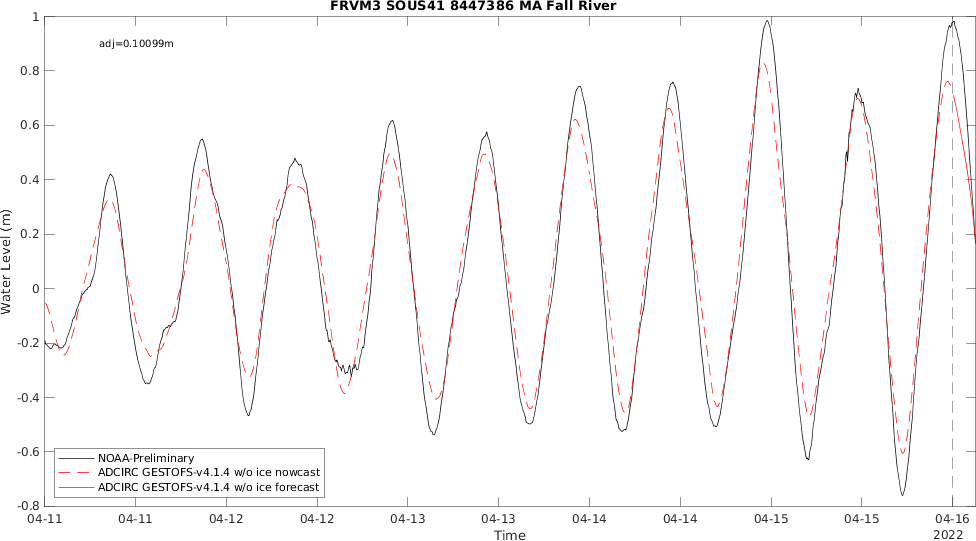 FRVM3 SOUS41 8447386 MA Fall River
1
adj=0.10099m
0.8
0.6
0.4
0.2
0
-0.2
-0.4
-0.6
-0.8
Water Level (m)
NOAA-Preliminary
ADCIRC GESTOFS-v4.1.4 w/o ice nowcast
ADCIRC GESTOFS-v4.1.4 w/o ice forecast
04-11 04-11 04-12 04-12 04-13 04-13 04-14 04-14 04-15 04-15 04-16
Time
2022